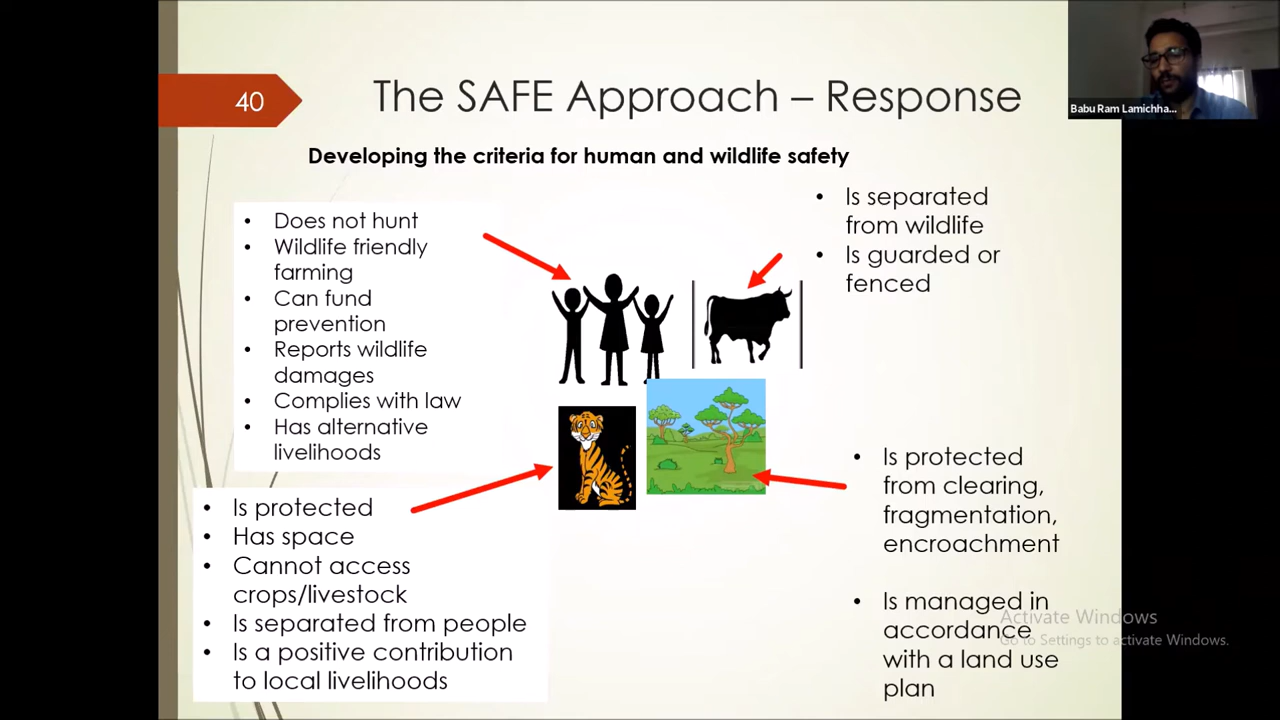 40
The SAFE Approach – Response
Babu Ram Lamichha...
Developing the criteria for human and wildlife safety
• Does not hunt
• Wildlife friendly
farming
• Can fund
prevention
• Reports wildlife
damages
• Complies with law
• Has alternative
livelihoods
• Is separated
from wildlife
• Is guarded or
fenced
• Is protected
• Has space
• Cannot access
crops/livestock
• Is separated from people
• Is a positive contribution
to local livelihoods
• Is protected
from clearing,
fragmentation,
encroachment
• Is managed in
accordance
with a land use
plan
Activate Windows
Go to Settings to activate Windows.